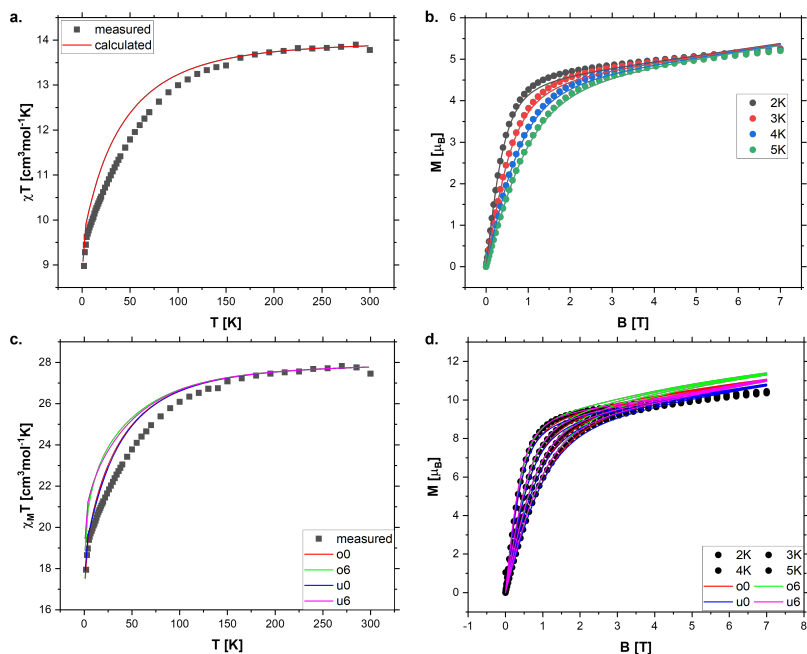 a.
measured
calculated
14
13
12
11
10
9
χT [cm³mol⁻¹K]
0 50 100 150 200 250 300
T [K]
b.
6
5
4
3
2
1
0
M [μB]
2K
3K
4K
5K
0 1 2 3 4 5 6 7
B [T]
c.
28
26
24
22
20
18
16
χMT [cm³mol⁻¹K]
measured
o0
o6
u0
u6
0 50 100 150 200 250 300
T [K]
d.
12
10
8
6
4
2
0
M [μB]
2K 3K
4K 5K
o0 o6
u0 u6
-1 0 1 2 3 4 5 6 7 8
B [T]